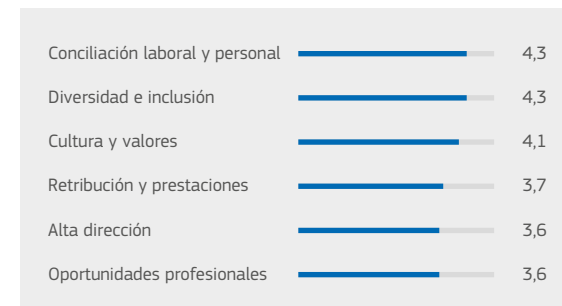 Conciliación laboral y personal 4,3
Diversidad e inclusión 4,3
Cultura y valores 4,1
Retribución y prestaciones 3,7
Alta dirección 3,6
Oportunidades profesionales 3,6